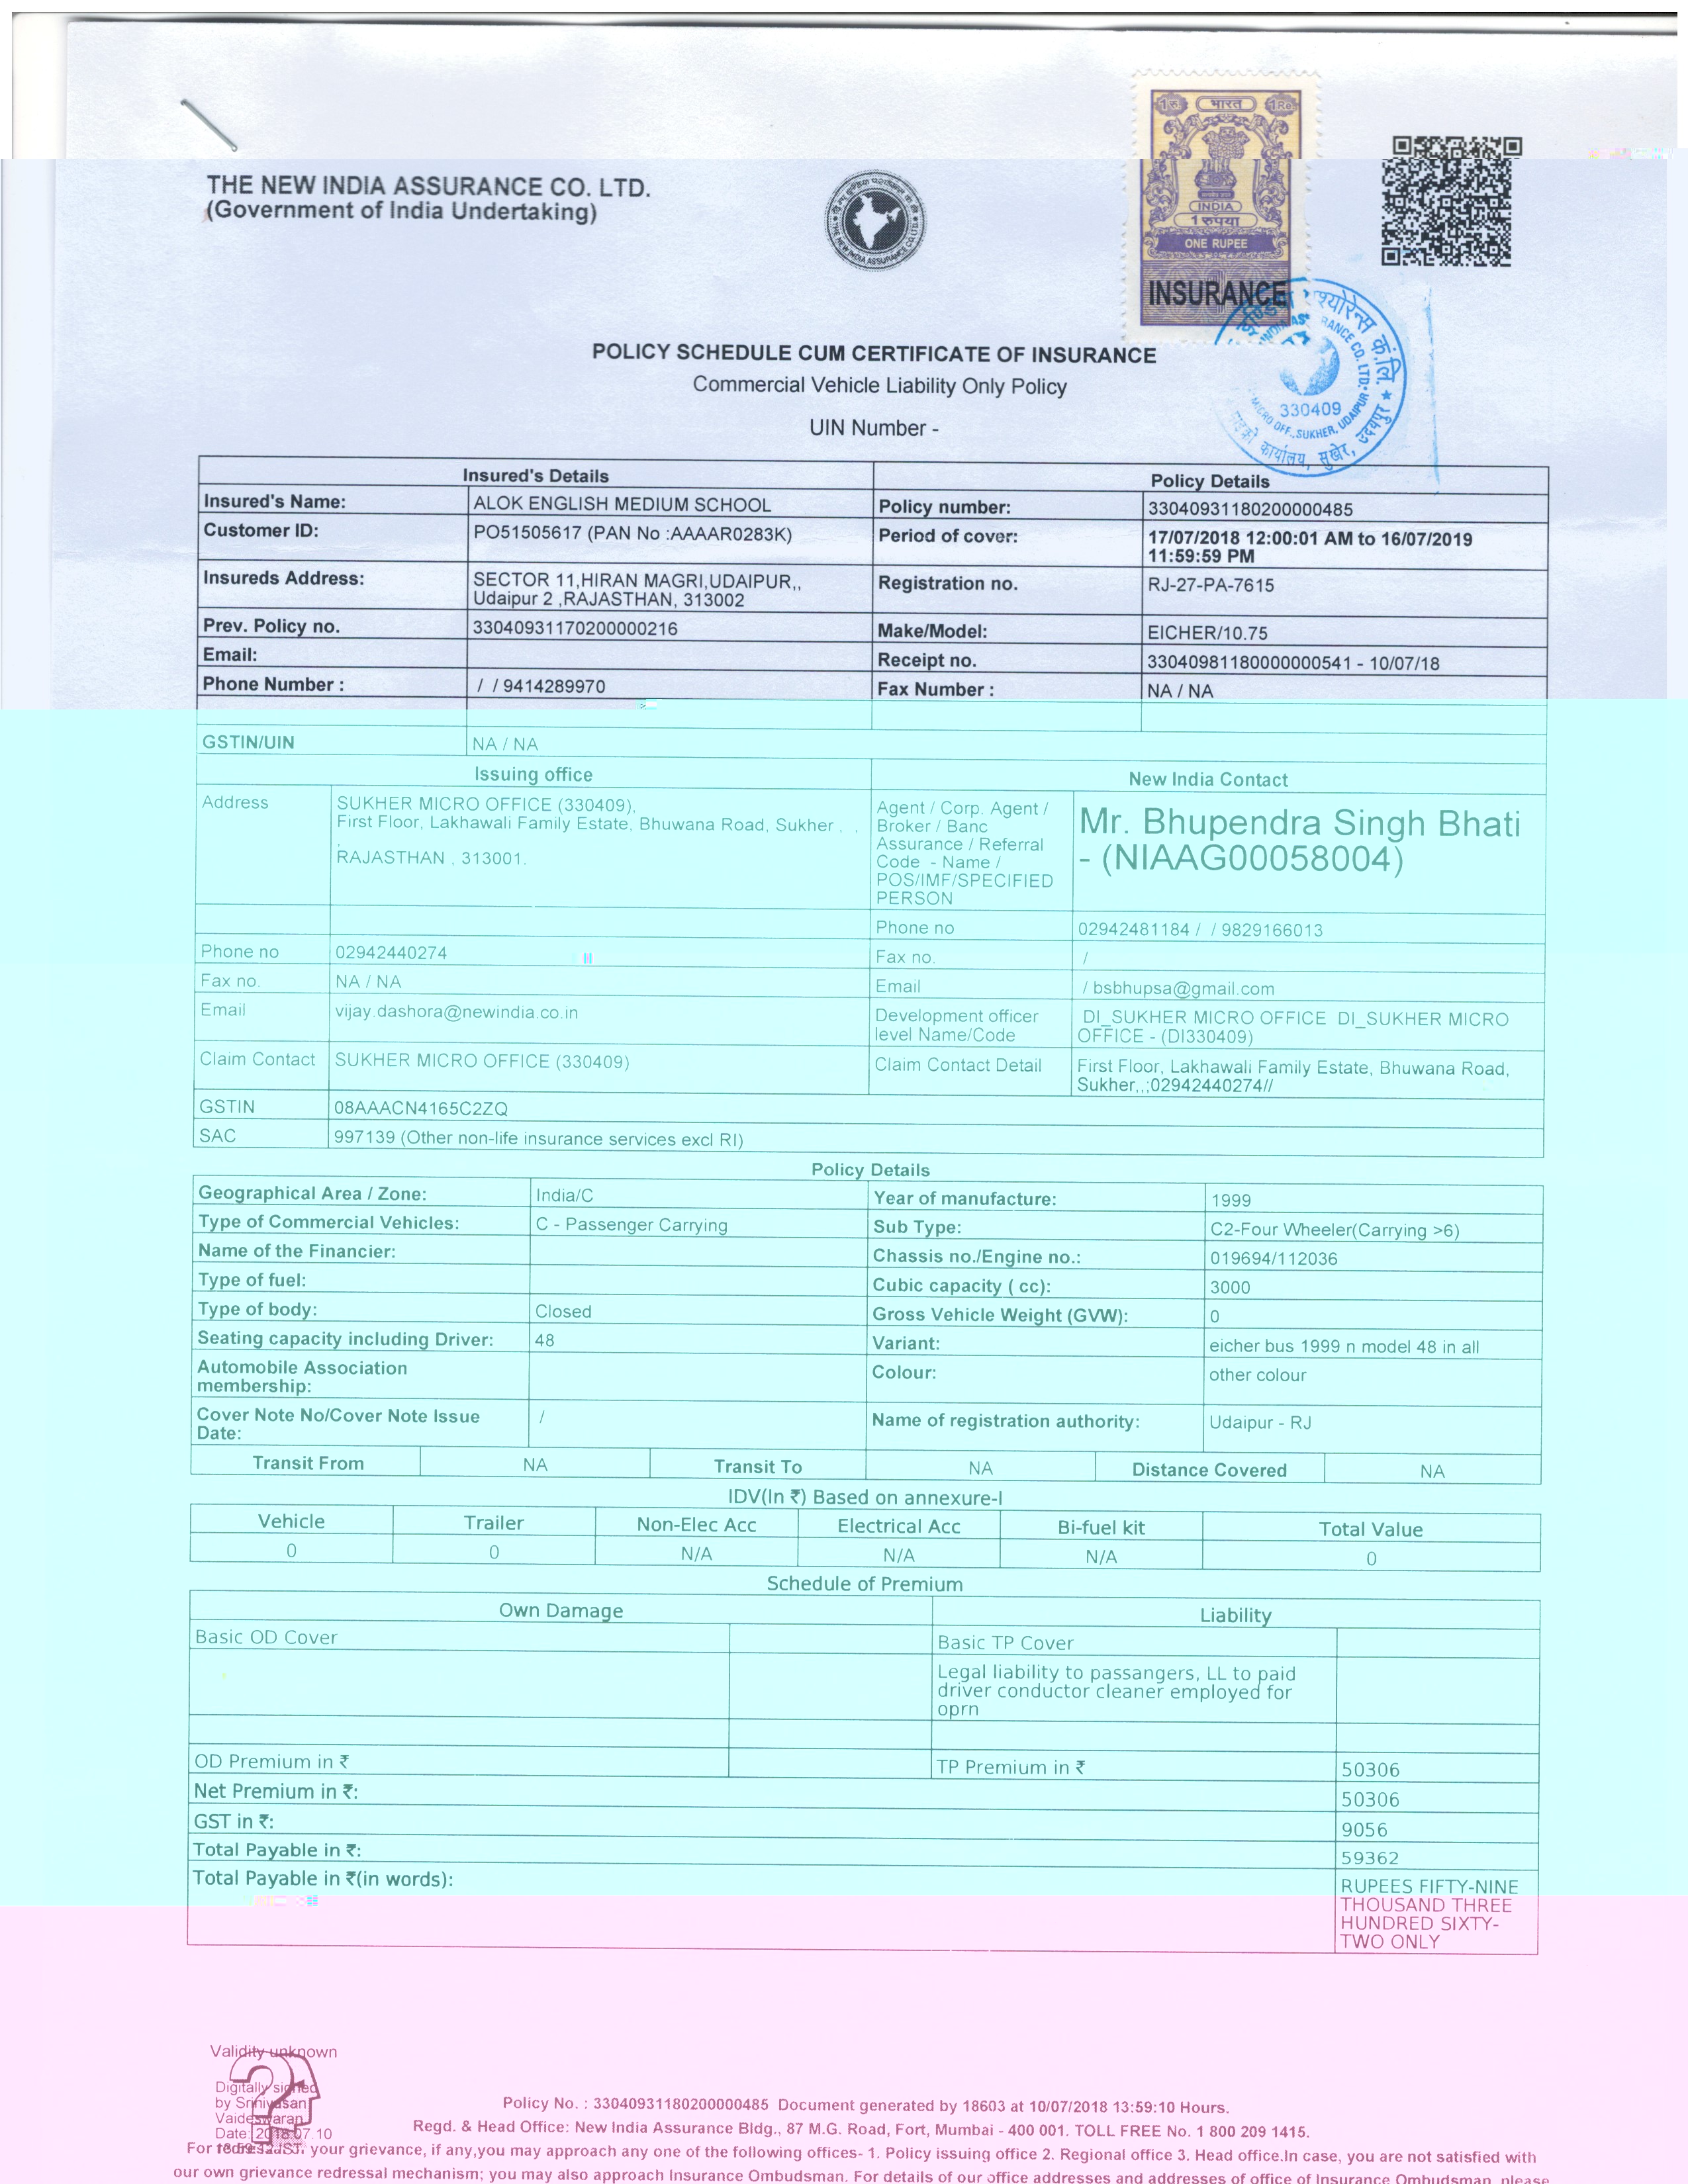 भारत
1 रु
1 Re
INDIA
1 रुपया
ONE RUPEE
INSURANCE
THE NEW INDIA ASSURANCE CO. LTD.
(Government of India Undertaking)
330409
MICRO OFF., SUKHER, UDAIPUR
कार्यालय, सुखेर, उदयपुर
POLICY SCHEDULE CUM CERTIFICATE OF INSURANCE
Commercial Vehicle Liability Only Policy
UIN Number -
Insured's Details Policy Details
Insured's Name: ALOK ENGLISH MEDIUM SCHOOL Policy number: 33040931180200000485
Customer ID: PO51505617 (PAN No :AAAAR0283K) Period of cover: 17/07/2018 12:00:01 AM to 16/07/2019
11:59:59 PM
Insureds Address: SECTOR 11,HIRAN MAGRI,UDAIPUR,, Registration no. RJ-27-PA-7615
Udaipur 2 ,RAJASTHAN, 313002
Prev. Policy no. 33040931170200000216 Make/Model: EICHER/10.75
Email: Receipt no. 33040981180000000541 - 10/07/18
Phone Number : / / 9414289970 Fax Number : NA / NA
GSTIN/UIN NA / NA
Issuing office New India Contact
Address SUKHER MICRO OFFICE (330409).
First Floor, Lakhawali Family Estate, Bhuwana Road, Sukher , ,
,
RAJASTHAN , 313001.
Agent / Corp. Agent /
Broker / Banc
Assurance / Referral
Code - Name /
POS/IMF/SPECIFIED
PERSON
Mr. Bhupendra Singh Bhati
- (NIAAG00058004)
Phone no 02942481184 / / 9829166013
Phone no 02942440274 Fax no. /
Fax no. NA / NA Email / bsbhupsa@gmail.com
Email vijay.dashora@newindia.co.in Development officer DI_SUKHER MICRO OFFICE DI_SUKHER MICRO
level Name/Code OFFICE - (DI330409)
Claim Contact SUKHER MICRO OFFICE (330409) Claim Contact Detail First Floor, Lakhawali Family Estate, Bhuwana Road,
Sukher,,;02942440274//
GSTIN 08AAACN4165C2ZQ
SAC 997139 (Other non-life insurance services excl RI)
Policy Details
Geographical Area / Zone: India/C Year of manufacture: 1999
Type of Commercial Vehicles: C - Passenger Carrying Sub Type: C2-Four Wheeler(Carrying >6)
Name of the Financier: Chassis no./Engine no.: 019694/112036
Type of fuel: Cubic capacity ( cc): 3000
Type of body: Closed Gross Vehicle Weight (GVW): 0
Seating capacity including Driver: 48 Variant: eicher bus 1999 n model 48 in all
Automobile Association Colour: other colour
membership:
Cover Note No/Cover Note Issue / Name of registration authority: Udaipur - RJ
Date:
Transit From NA Transit To NA Distance Covered NA
IDV(In ₹) Based on annexure-I
Vehicle Trailer Non-Elec Acc Electrical Acc Bi-fuel kit Total Value
0 0 N/A N/A N/A 0
Schedule of Premium
Own Damage Liability
Basic OD Cover Basic TP Cover
Legal liability to passangers, LL to paid
driver conductor cleaner employed for
oprn
OD Premium in ₹ TP Premium in ₹ 50306
Net Premium in ₹: 50306
GST in ₹: 9056
Total Payable in ₹: 59362
Total Payable in ₹(in words): RUPEES FIFTY-NINE
THOUSAND THREE
HUNDRED SIXTY-
TWO ONLY
Validity unknown
Digitally signed
by Srinivasan
Vaideswaran
Date: 2018.07.10
13:59:12 IST
Policy No. : 33040931180200000485 Document generated by 18603 at 10/07/2018 13:59:10 Hours.
Regd. & Head Office: New India Assurance Bldg., 87 M.G. Road, Fort, Mumbai - 400 001. TOLL FREE No. 1 800 209 1415.
For redressal of your grievance, if any,you may approach any one of the following offices- 1. Policy issuing office 2. Regional office 3. Head office.In case, you are not satisfied with
our own grievance redressal mechanism; you may also approach Insurance Ombudsman. For details of our office addresses and addresses of office of Insurance Ombudsman, please